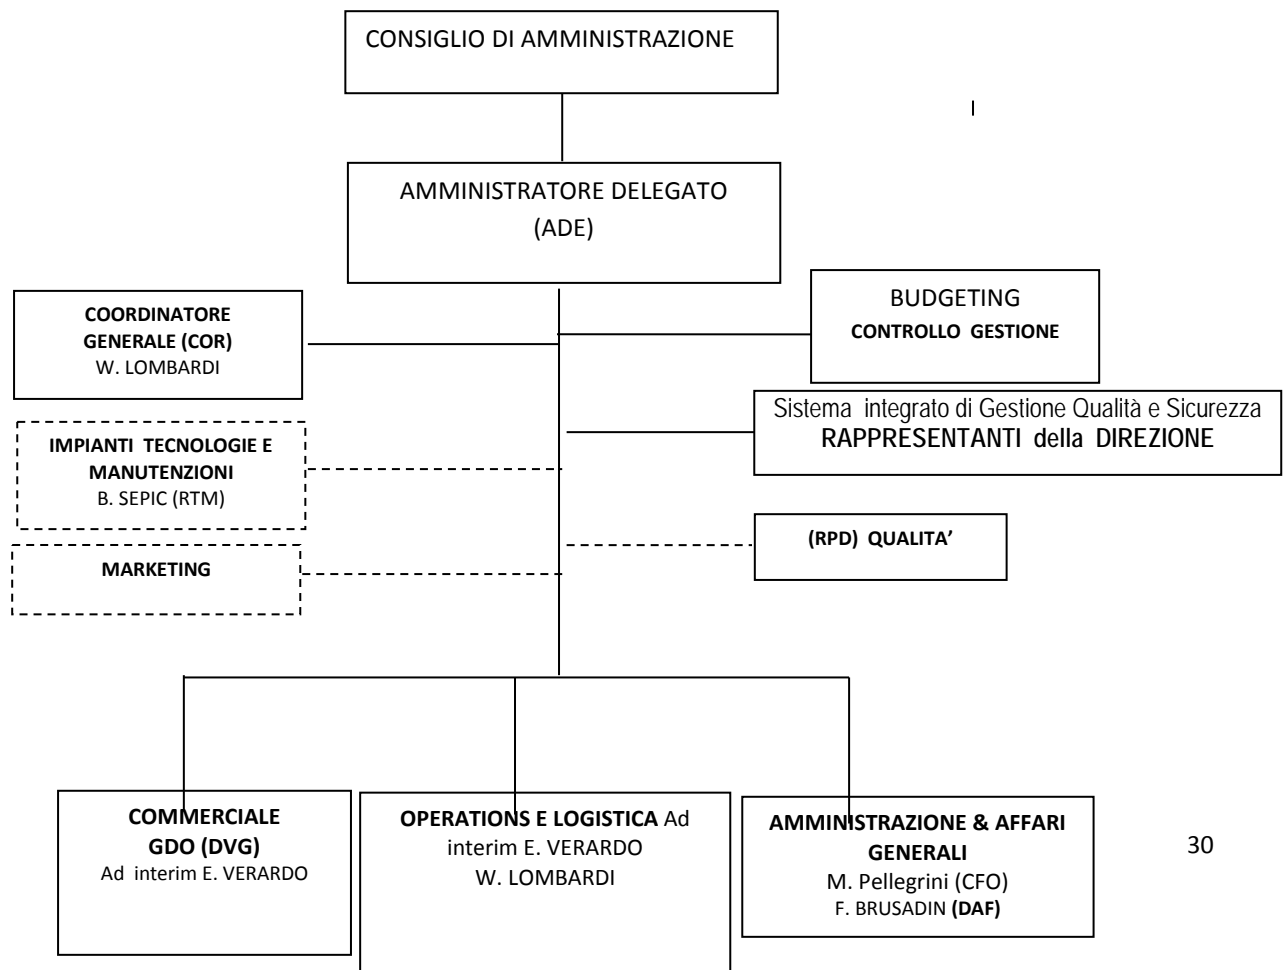 CONSIGLIO DI AMMINISTRAZIONE
AMMINISTRATORE DELEGATO
(ADE)
COORDINATORE
GENERALE (COR)
W. LOMBARDI
BUDGETING
CONTROLLO GESTIONE
Sistema integrato di Gestione Qualità e Sicurezza
RAPPRESENTANTI della DIREZIONE
IMPIANTI TECNOLOGIE E
MANUTENZIONI
B. SEPIC (RTM)
(RPD) QUALITA’
MARKETING
COMMERCIALE
GDO (DVG)
Ad interim E. VERARDO
OPERATIONS E LOGISTICA Ad
interim E. VERARDO
W. LOMBARDI
AMMINISTRAZIONE & AFFARI
GENERALI
M. Pellegrini (CFO)
F. BRUSADIN (DAF)
30